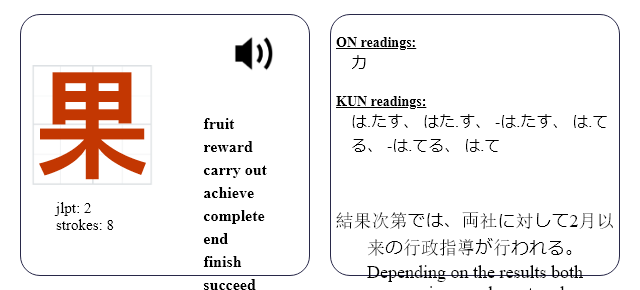 果
jlpt: 2
strokes: 8
fruit
reward
carry out
achieve
complete
end
finish
succeed
ON readings:
カ
KUN readings:
は.たす、 はた.す、 -は.たす、 は.て
る、 -は.てる、 は.て
結果次第では、両社に対して2月以
来の行政指導が行われる。
Depending on the results both